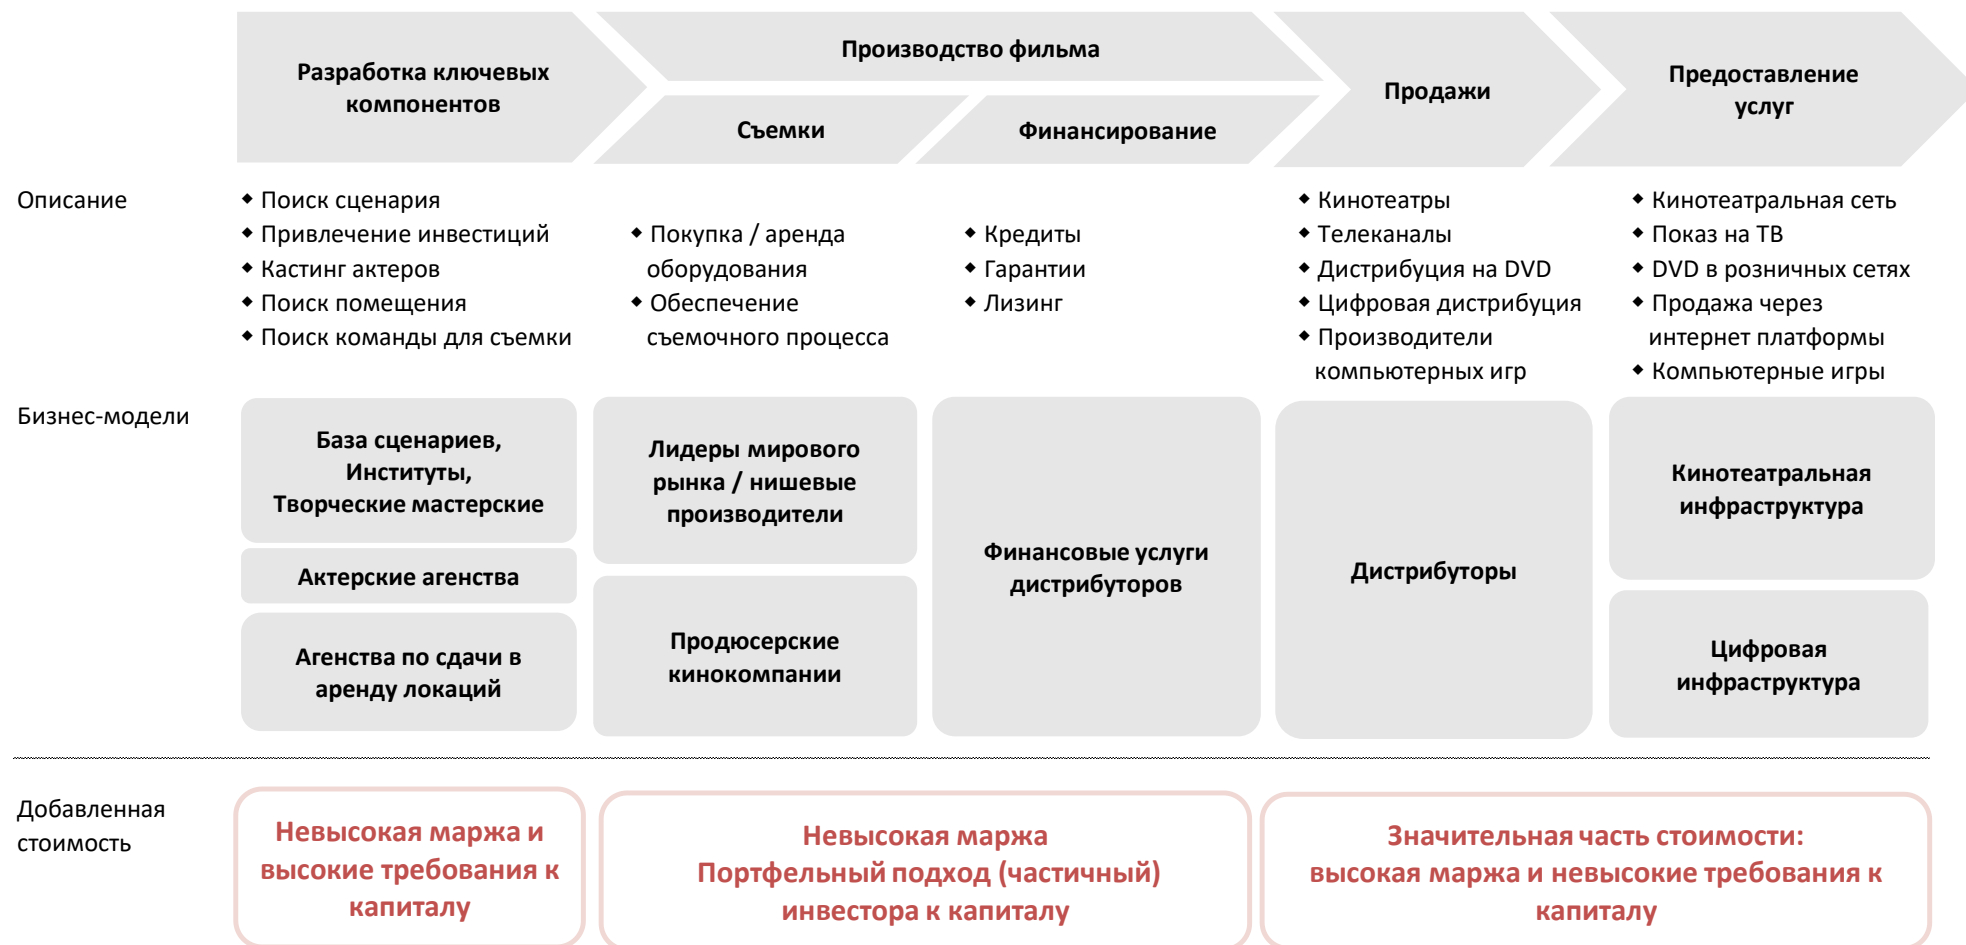 Разработка ключевых
компонентов
Производство фильма
Съемки
Финансирование
Продажи
Предоставление
услуг
Описание
◆ Поиск сценария
◆ Привлечение инвестиций
◆ Кастинг актеров
◆ Поиск помещения
◆ Поиск команды для съемки
◆ Покупка / аренда
оборудования
◆ Обеспечение
съемочного процесса
◆ Кредиты
◆ Гарантии
◆ Лизинг
◆ Кинотеатры
◆ Телеканалы
◆ Дистрибуция на DVD
◆ Цифровая дистрибуция
◆ Производители
компьютерных игр
◆ Кинотеатральная сеть
◆ Показ на ТВ
◆ DVD в розничных сетях
◆ Продажа через
интернет платформы
◆ Компьютерные игры
Бизнес-модели
База сценариев,
Институты,
Творческие мастерские
Актерские агенства
Агенства по сдачи в
аренду локаций
Лидеры мирового
рынка / нишевые
производители
Продюсерские
кинокомпании
Финансовые услуги
дистрибуторов
Дистрибуторы
Кинотеатральная
инфраструктура
Цифровая
инфраструктура
Добавленная
стоимость
Невысокая маржа и
высокие требования к
капиталу
Невысокая маржа
Портфельный подход (частичный)
инвестора к капиталу
Значительная часть стоимости:
высокая маржа и невысокие требования к
капиталу